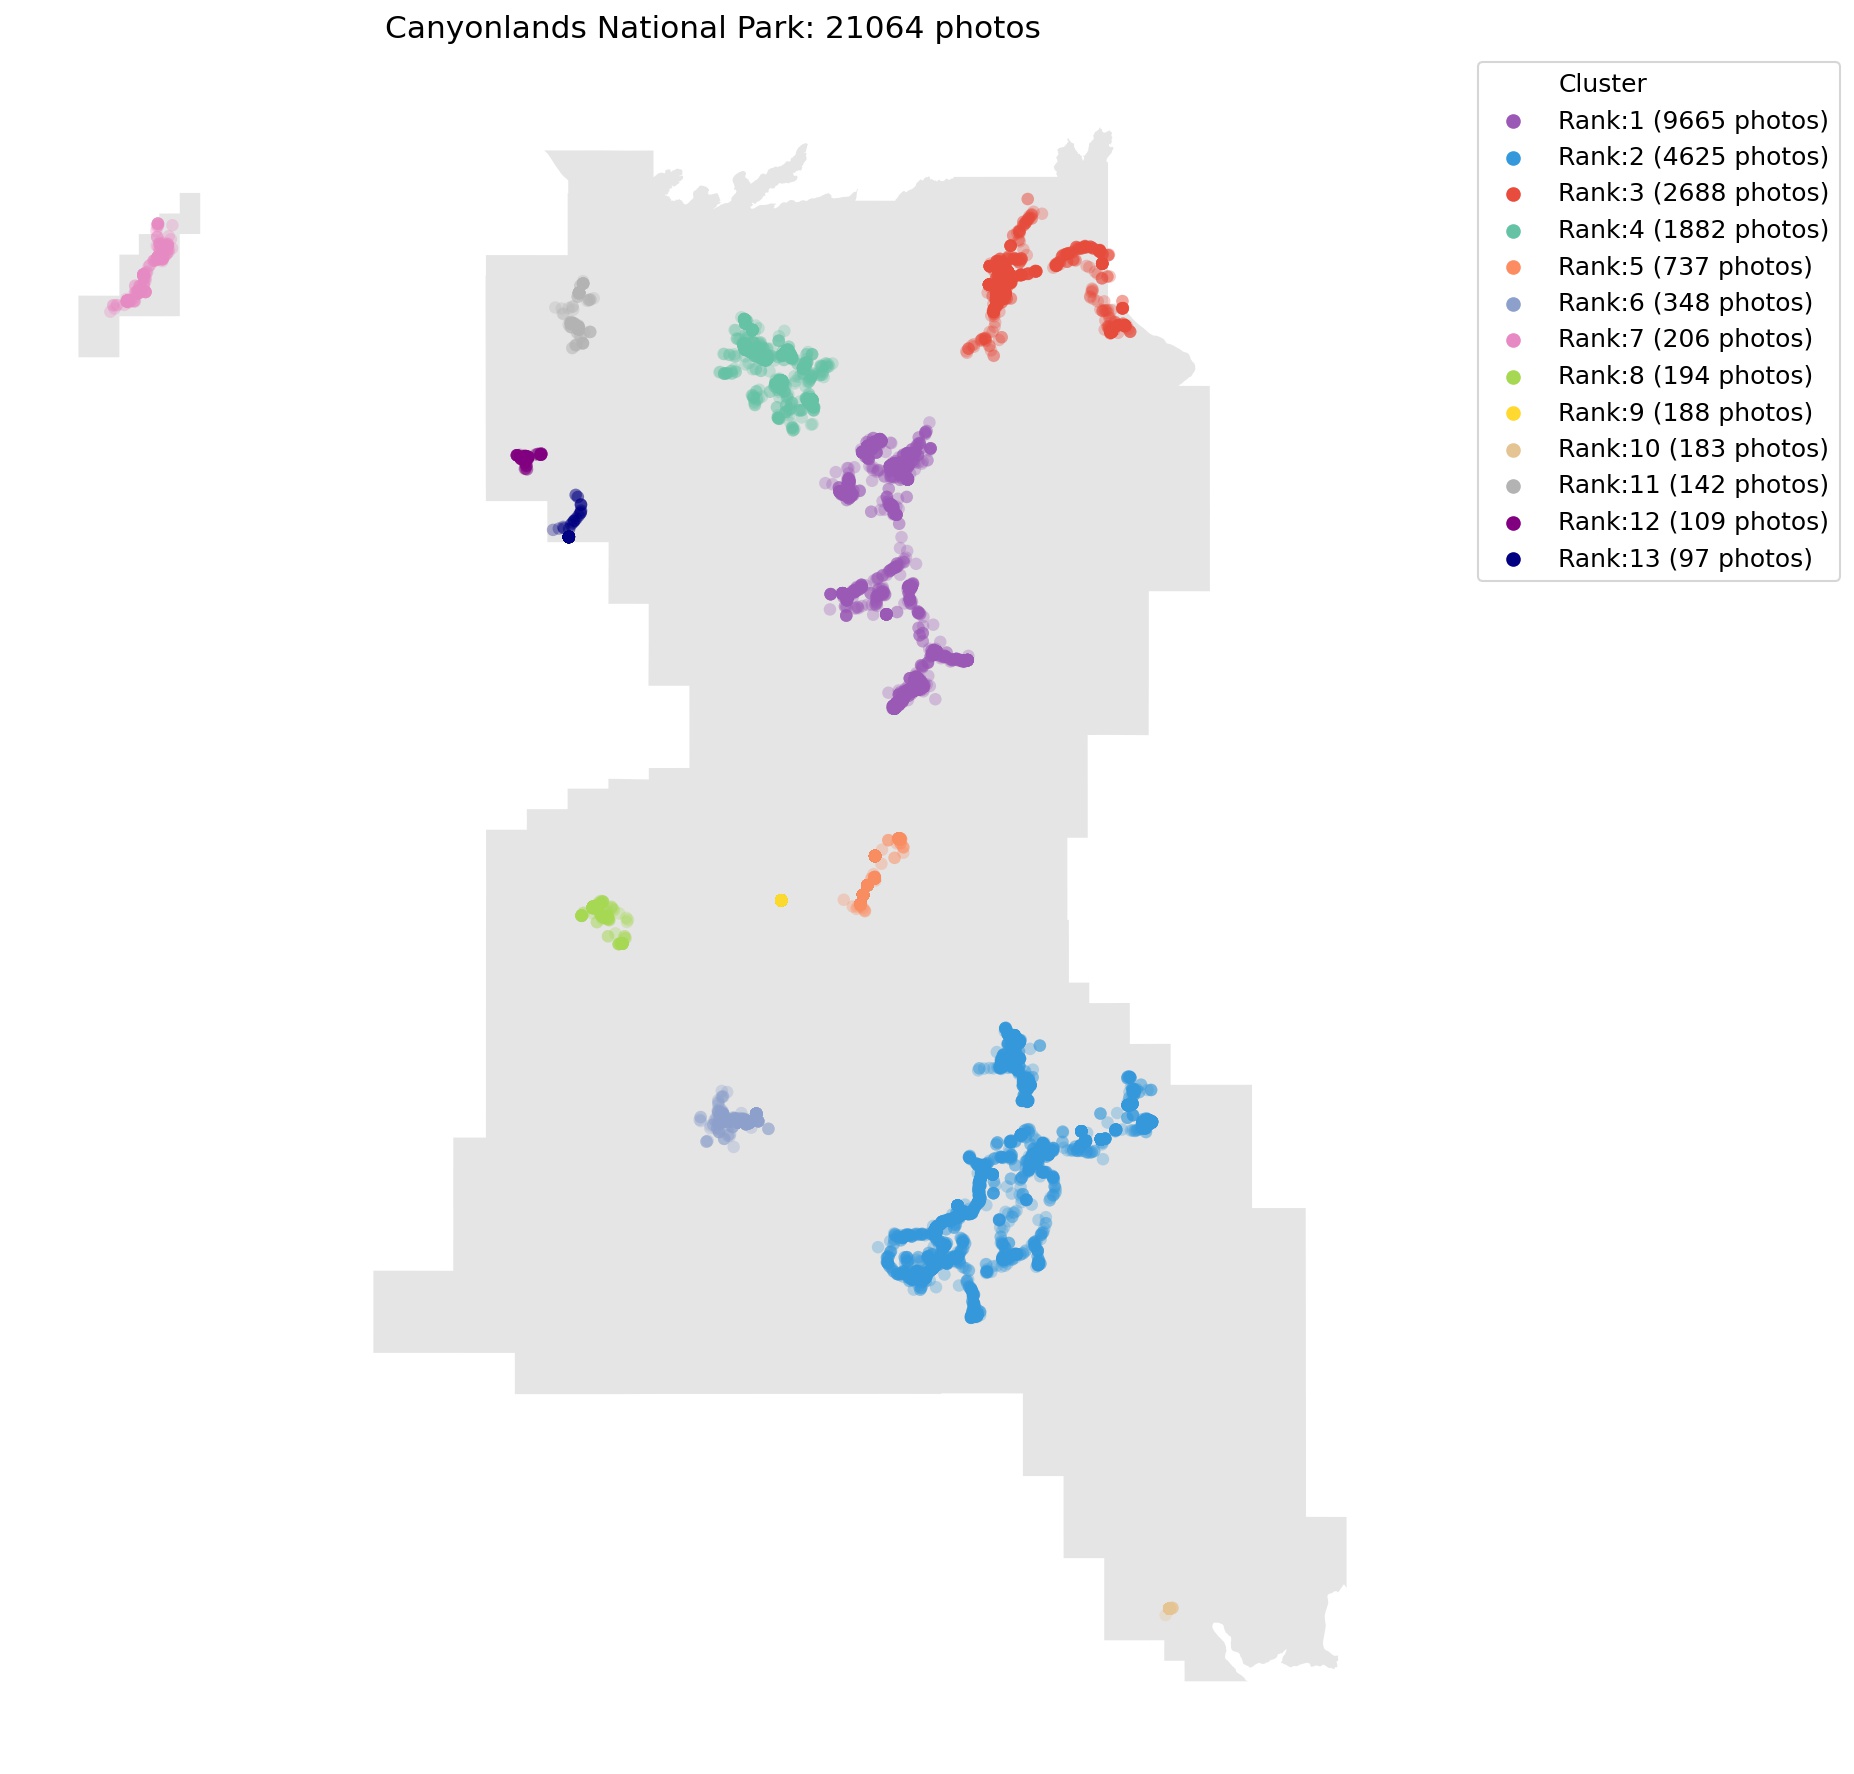 Canyonlands National Park: 21064 photos
Cluster
Rank:1 (9665 photos)
Rank:2 (4625 photos)
Rank:3 (2688 photos)
Rank:4 (1882 photos)
Rank:5 (737 photos)
Rank:6 (348 photos)
Rank:7 (206 photos)
Rank:8 (194 photos)
Rank:9 (188 photos)
Rank:10 (183 photos)
Rank:11 (142 photos)
Rank:12 (109 photos)
Rank:13 (97 photos)